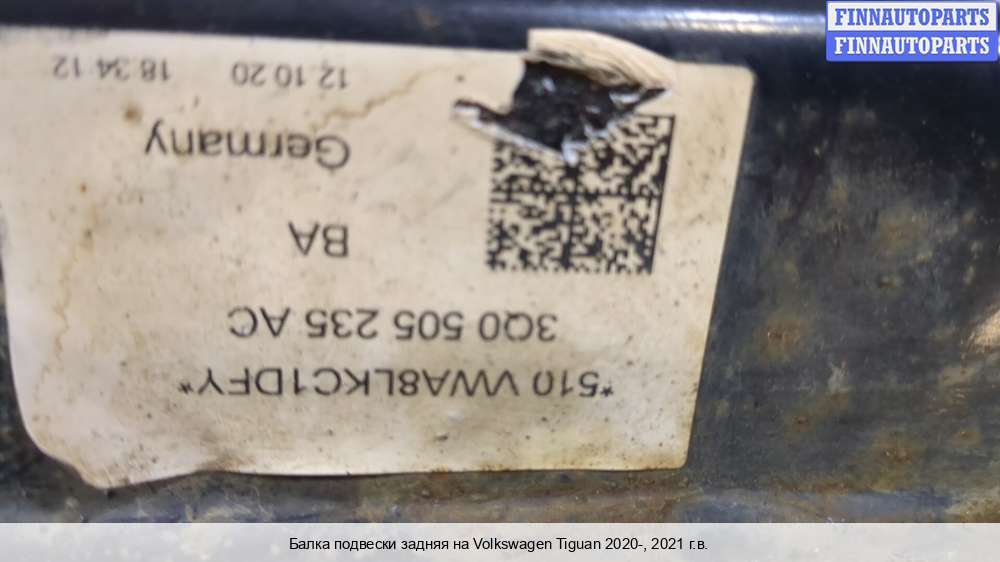 FINNAUTOPARTS
FINNAUTOPARTS
*510 VWA8LKC1DFY*
3Q0 505 235 AC
BA
Germany
12.10.20 18:34:12
Балка подвески задняя на Volkswagen Tiguan 2020-, 2021 г.в.